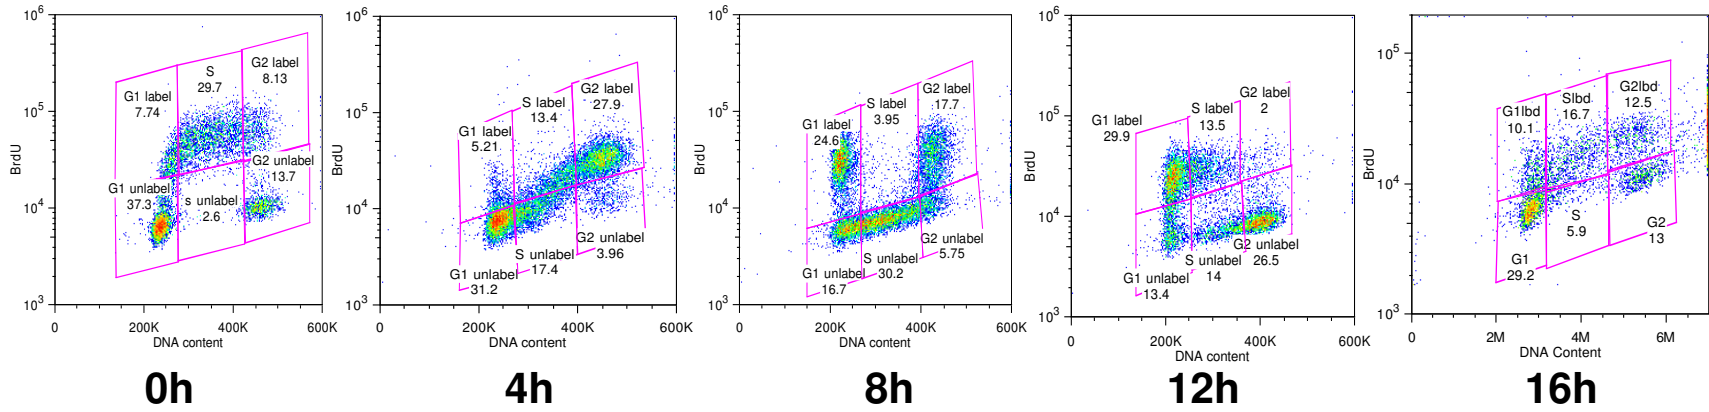 10^6
BrdU
10^5
10^4
10^3
G1 label
7.74
S
29.7
G2 label
8.13
G1 unlabel
37.3
s unlabel
2.6
G2 unlabel
13.7
0
200K
400K
600K
DNA content
0h
10^6
BrdU
10^5
10^4
10^3
G1 label
5.21
S label
13.4
G2 label
27.9
G1 unlabel
31.2
S unlabel
17.4
G2 unlabel
3.96
0
200K
400K
600K
DNA content
4h
10^6
BrdU
10^5
10^4
10^3
G1 label
24.6
S label
3.95
G2 label
17.7
G1 unlabel
16.7
S unlabel
30.2
G2 unlabel
5.75
0
200K
400K
600K
DNA content
8h
10^6
BrdU
10^5
10^4
10^3
G1 label
29.9
S label
13.5
G2 label
2
G1 unlabel
13.4
S unlabel
14
G2 unlabel
26.5
0
200K
400K
600K
DNA content
12h
BrdU
10^5
10^4
10^3
G1lbd
10.1
Slbd
16.7
G2lbd
12.5
G1
29.2
S
5.9
G2
13
0
2M
4M
6M
DNA Content
16h